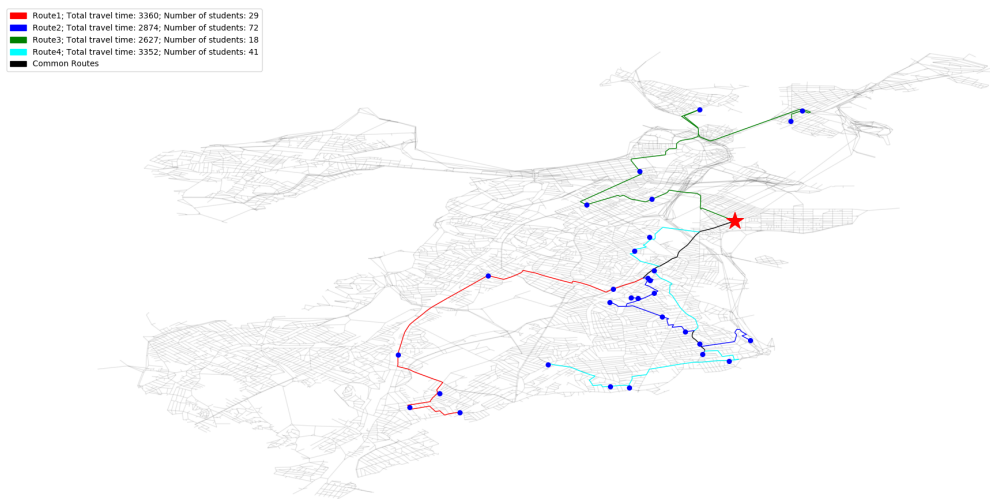 Route1; Total travel time: 3360; Number of students: 29
Route2; Total travel time: 2874; Number of students: 72
Route3; Total travel time: 2627; Number of students: 18
Route4; Total travel time: 3352; Number of students: 41
Common Routes